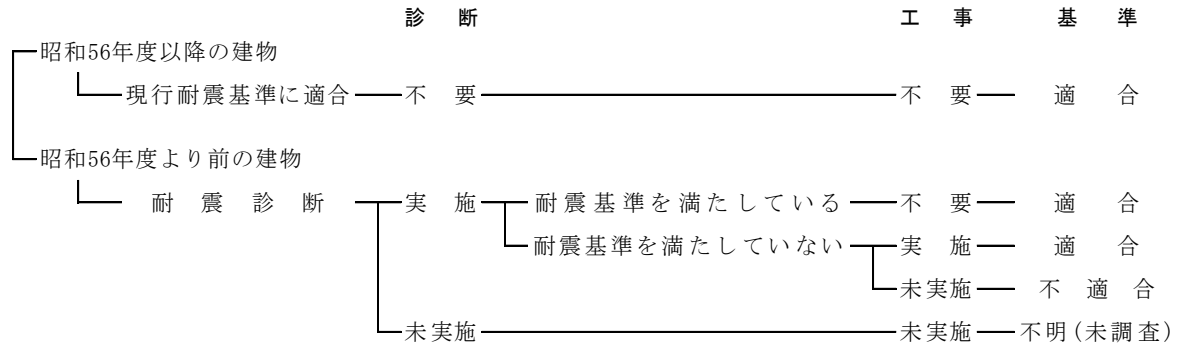 診断 工事 基準
昭和56年度以降の建物
現行耐震基準に適合 不要 不要 適合
昭和56年度より前の建物
耐震診断 実施 耐震基準を満たしている 不要 適合
耐震基準を満たしていない 実施 適合
未実施 不適合
未実施 未実施 不明(未調査)